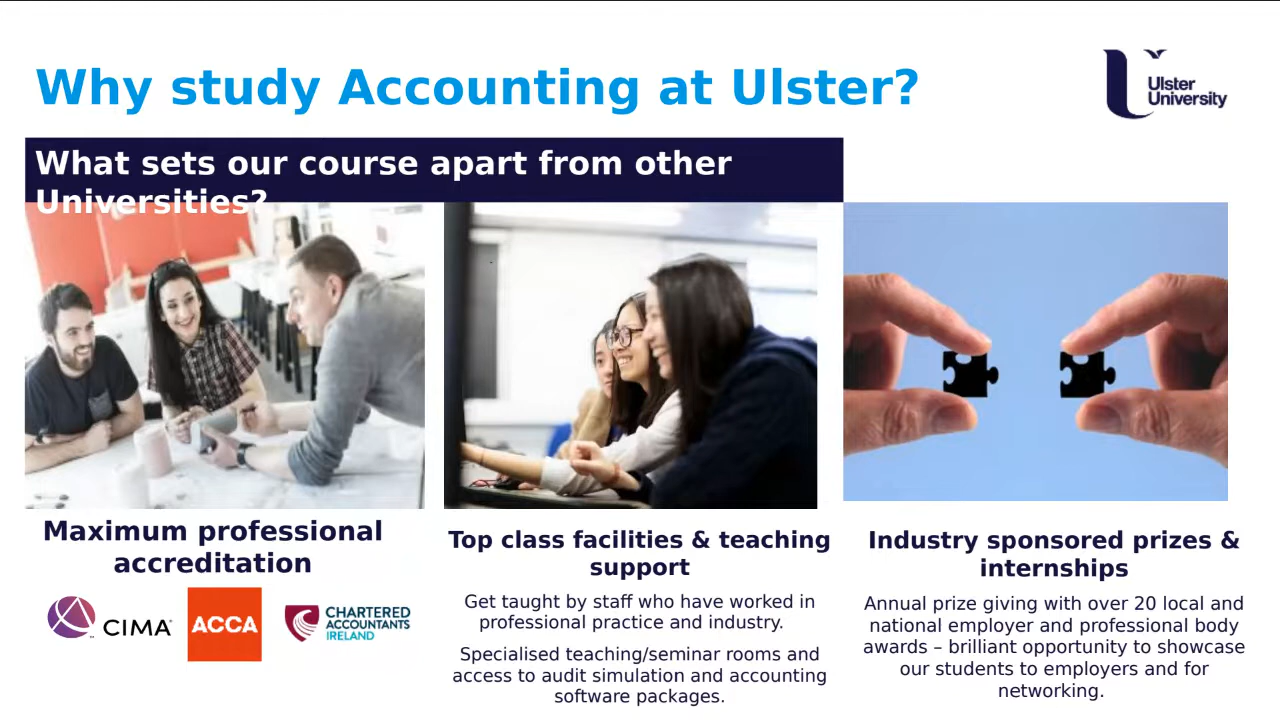 Why study Accounting at Ulster?
Ulster
University
What sets our course apart from other
Universities?
Maximum professional
accreditation
CIMA
ACCA
CHARTERED
ACCOUNTANTS
IRELAND
Top class facilities & teaching
support
Get taught by staff who have worked in
professional practice and industry.
Specialised teaching/seminar rooms and
access to audit simulation and accounting
software packages.
Industry sponsored prizes &
internships
Annual prize giving with over 20 local and
national employer and professional body
awards – brilliant opportunity to showcase
our students to employers and for
networking.